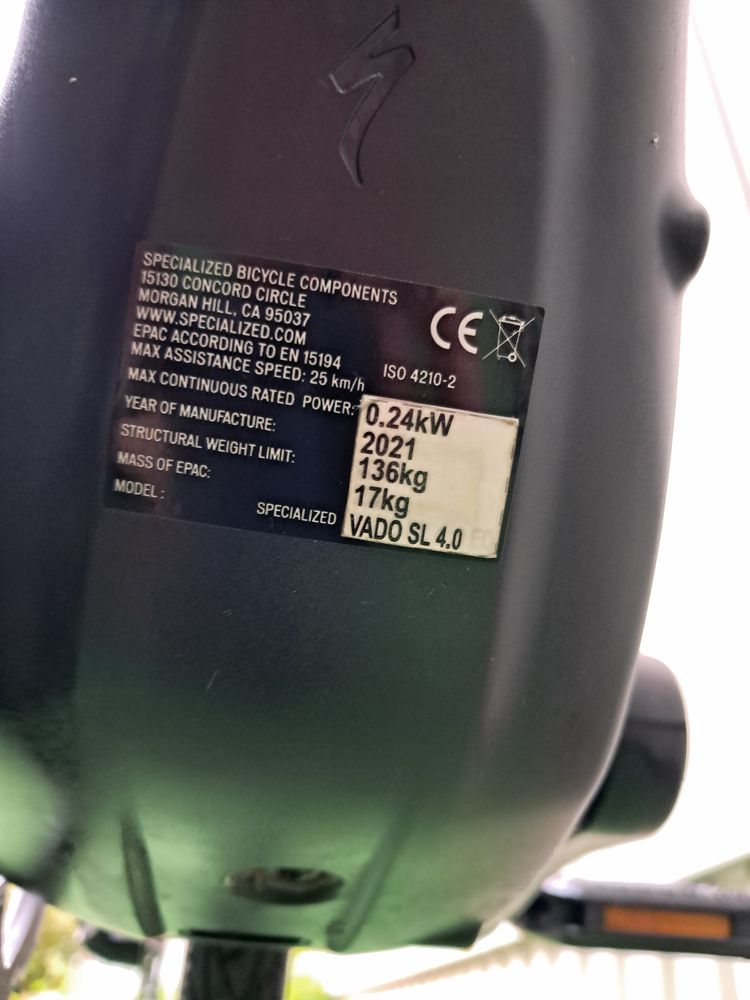 SPECIALIZED BICYCLE COMPONENTS
15130 CONCORD CIRCLE
MORGAN HILL, CA 95037
WWW.SPECIALIZED.COM
EPAC ACCORDING TO EN 15194
MAX ASSISTANCE SPEED: 25 km/h
CE
ISO 4210-2
MAX CONTINUOUS RATED POWER: 0.24kW
YEAR OF MANUFACTURE: 2021
STRUCTURAL WEIGHT LIMIT: 136kg
MASS OF EPAC: 17kg
MODEL: SPECIALIZED VADO SL 4.0